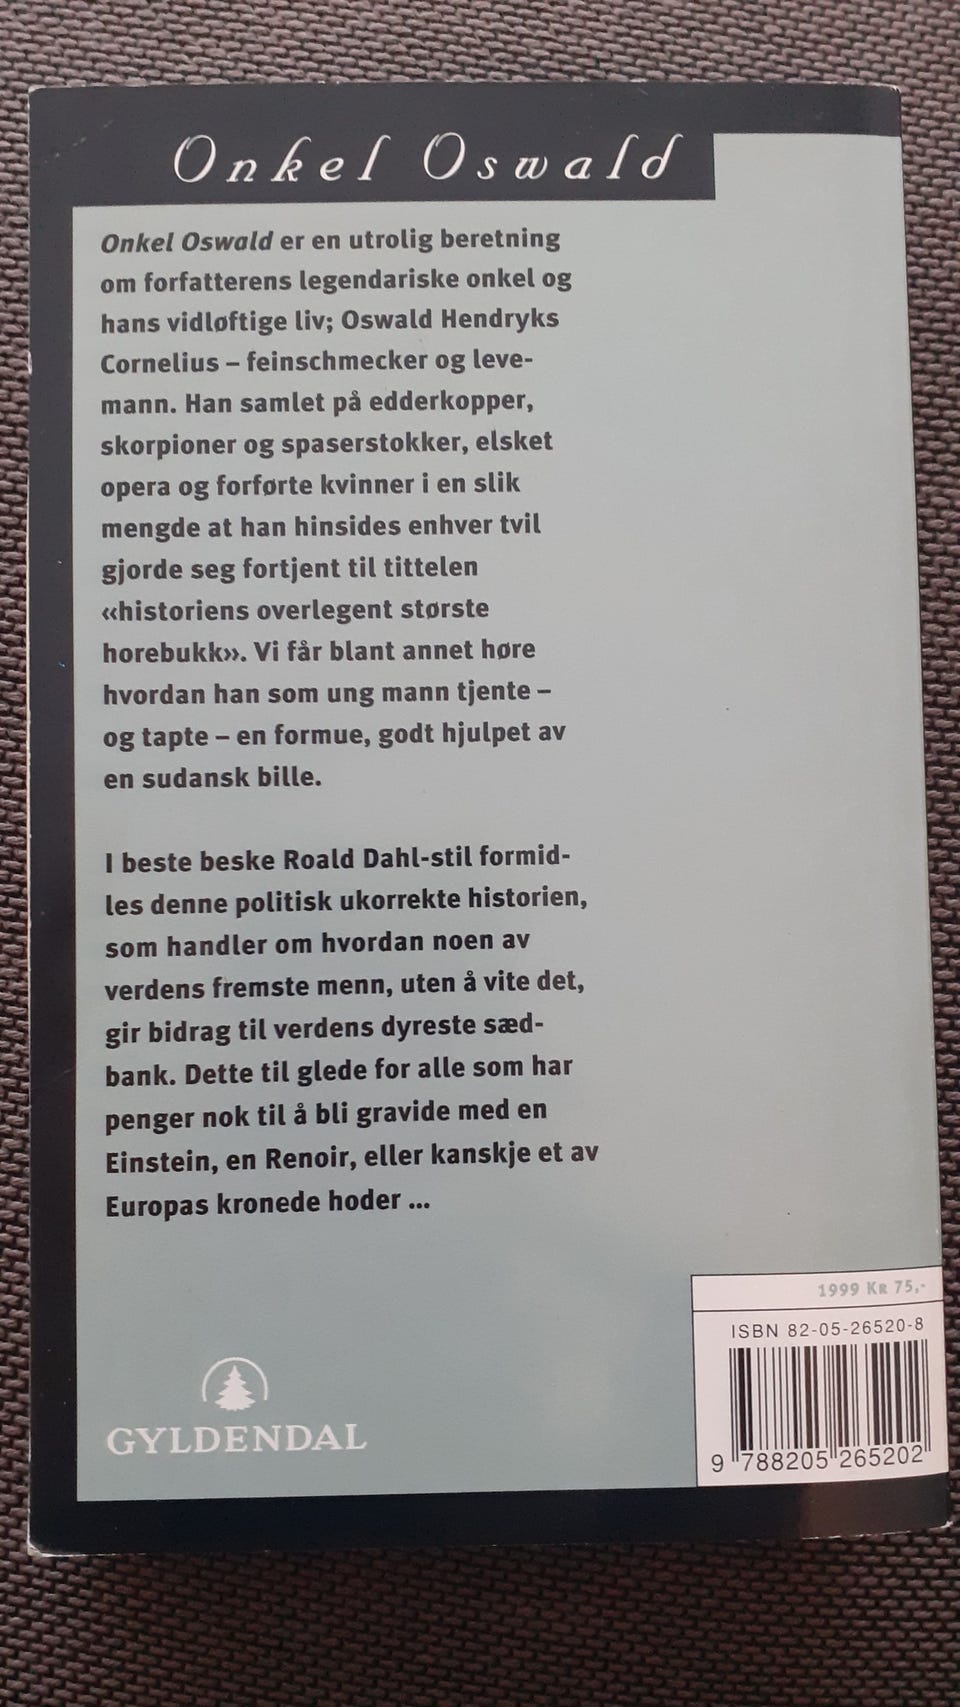 Onkel Oswald
Onkel Oswald er en utrolig beretning
om forfatterens legendariske onkel og
hans vidløftige liv; Oswald Hendryks
Cornelius – feinschmecker og leve-
mann. Han samlet på edderkopper,
skorpioner og spaserstokker, elsket
opera og forførte kvinner i en slik
mengde at han hinsides enhver tvil
gjorde seg fortjent til tittelen
«historiens overlegent største
horebukk». Vi får blant annet høre
hvordan han som ung mann tjente –
og tapte – en formue, godt hjulpet av
en sudansk bille.
I beste beske Roald Dahl-stil formid-
les denne politisk ukorrekte historien,
som handler om hvordan noen av
verdens fremste menn, uten å vite det,
gir bidrag til verdens dyreste sæd-
bank. Dette til glede for alle som har
penger nok til å bli gravide med en
Einstein, en Renoir, eller kanskje et av
Europas kronede hoder ...
1999 KR 75,-
ISBN 82-05-26520-8
9 788205 265202
GYLDENDAL